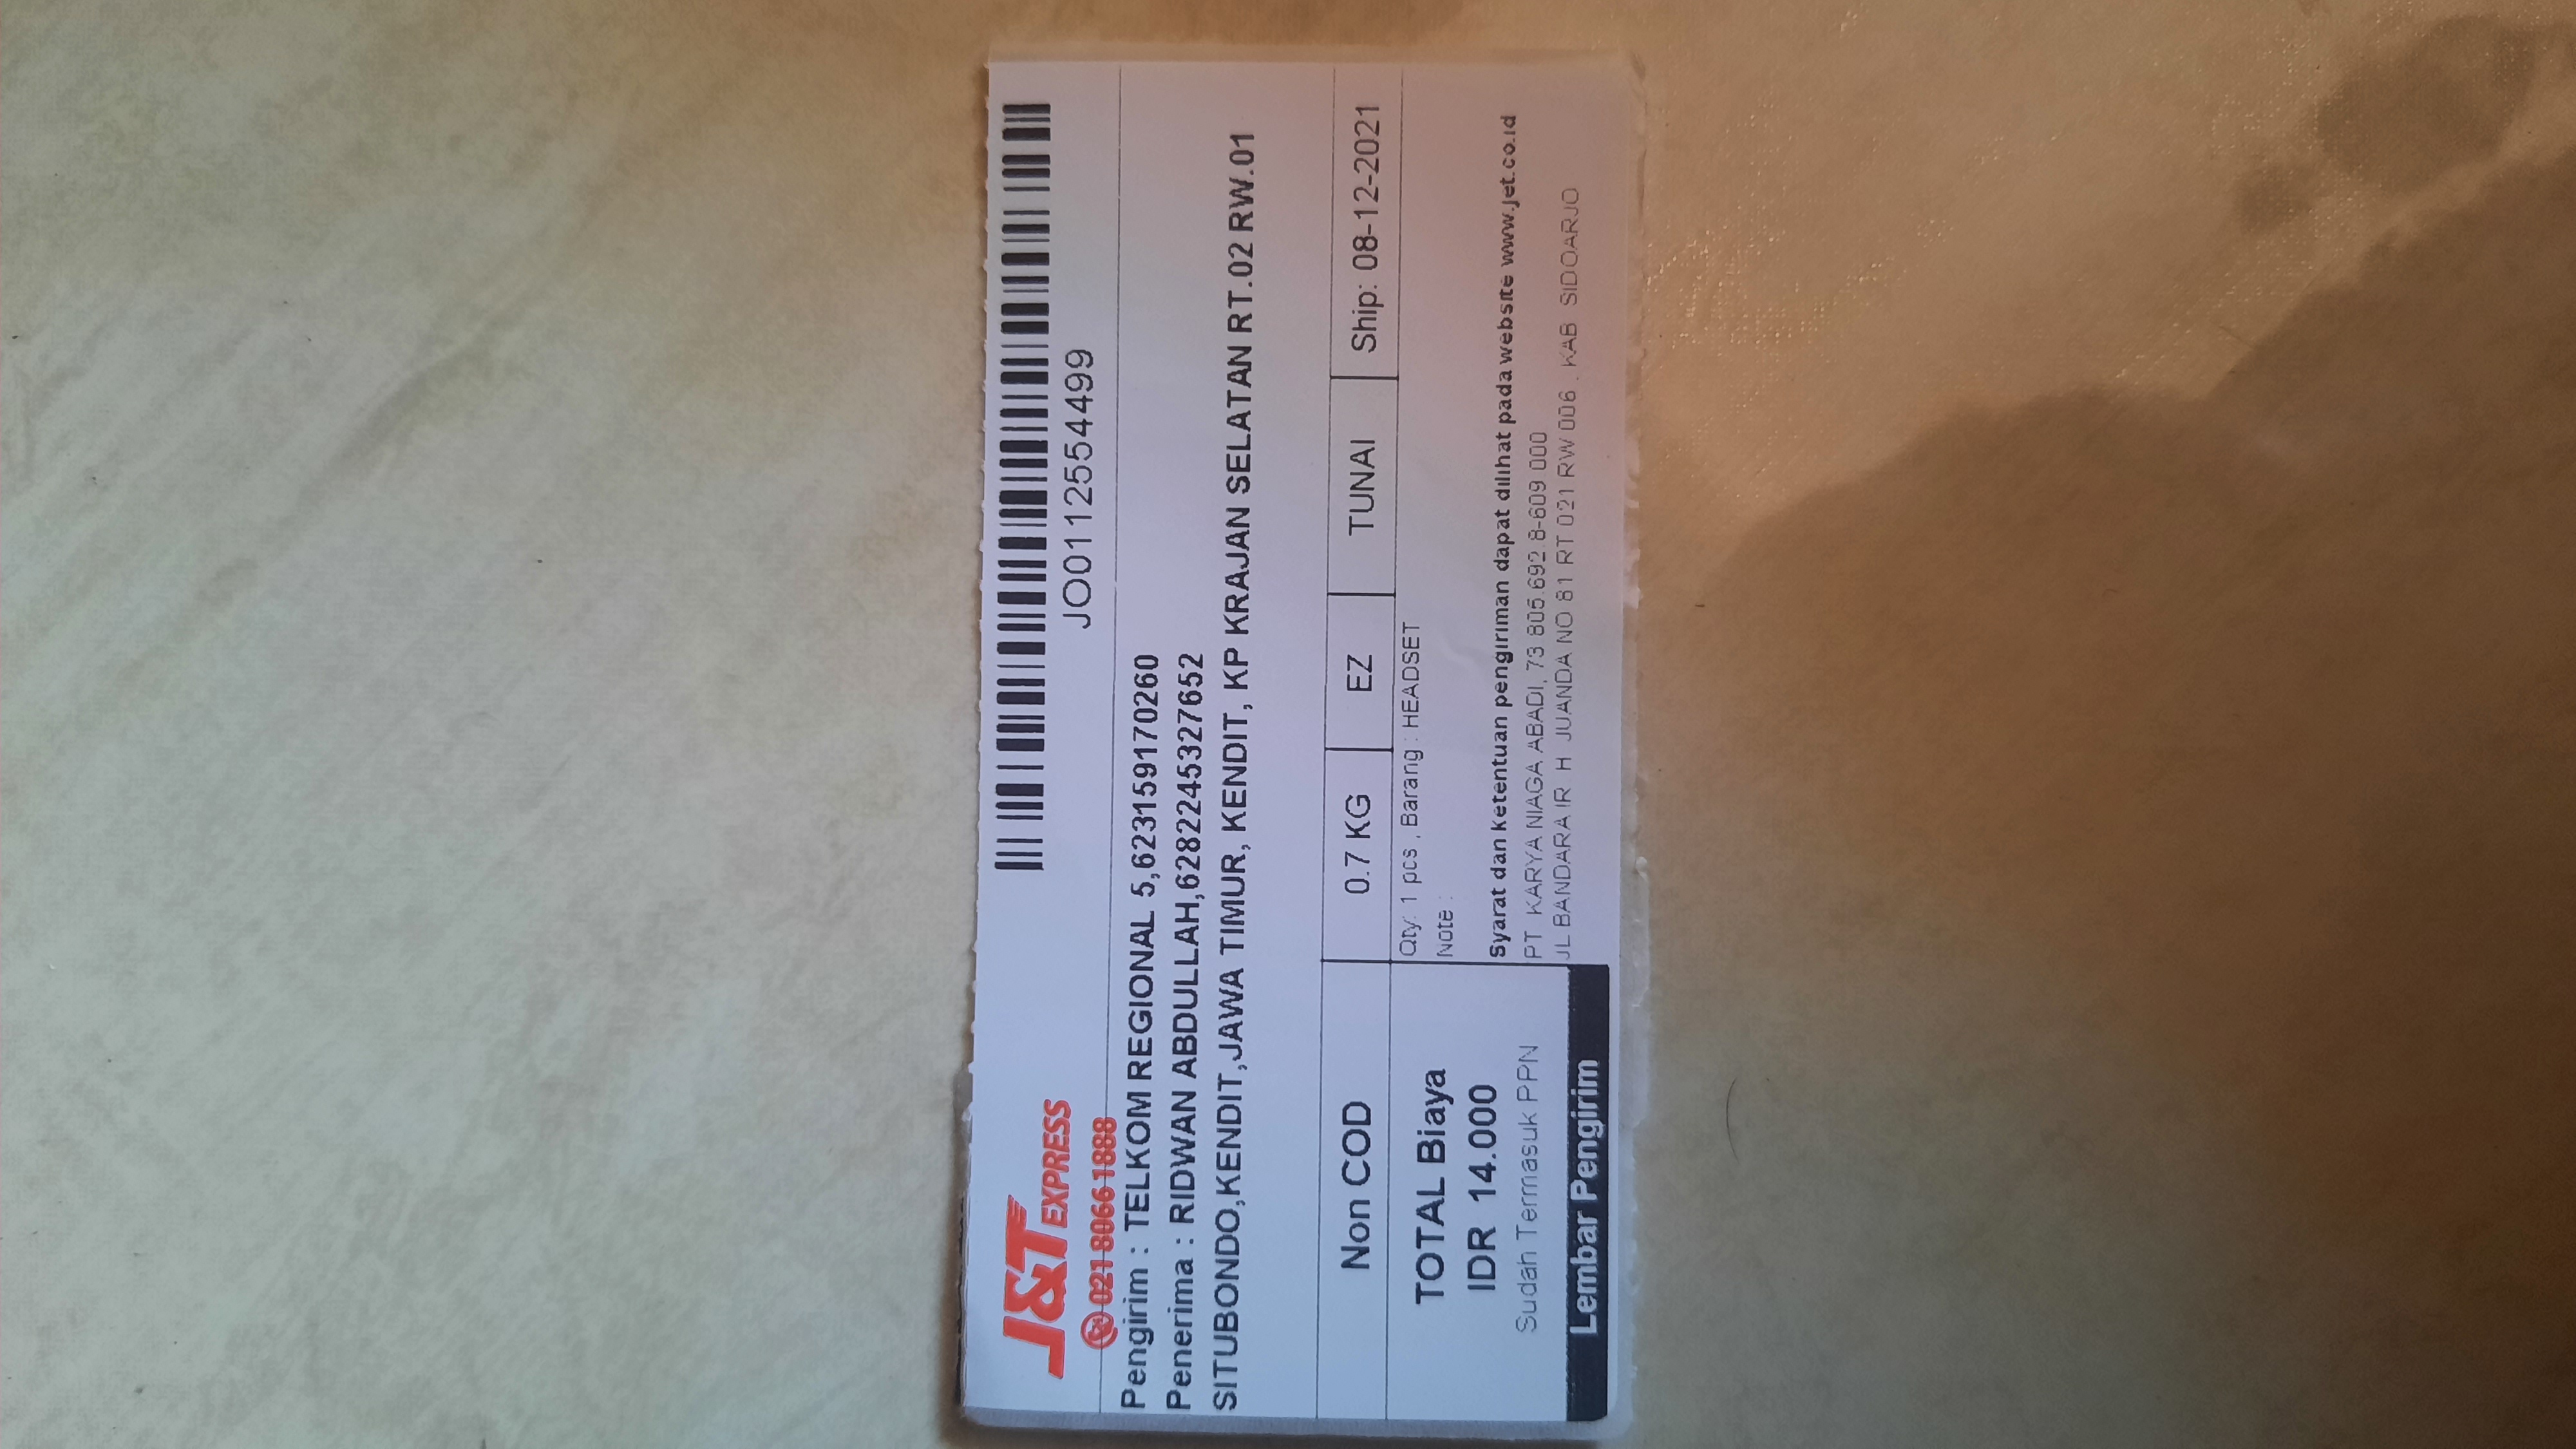 J&T EXPRESS
JO0112554499
021 8066 1888
Pengirim : TELKOM REGIONAL 5,623159170260
Penerima : RIDWAN ABDULLAH,6282245327652
SITUBONDO,KENDIT,JAWA TIMUR, KENDIT, KP KRAJAN SELATAN RT.02 RW.01
Non COD 0.7 KG EZ TUNAI Ship: 08-12-2021
TOTAL Biaya
IDR 14.000
Sudah Termasuk PPN
Lembar Pengirim
Qty: 1 pcs , Barang : HEADSET
Note :
Syarat dan ketentuan pengiriman dapat dilihat pada website www.jet.co.id
PT. KARYA NIAGA ABADI, 73.805.692.8-609.000
JL BANDARA IR. H. JUANDA NO 81 RT 021 RW 006 , KAB. SIDOARJO